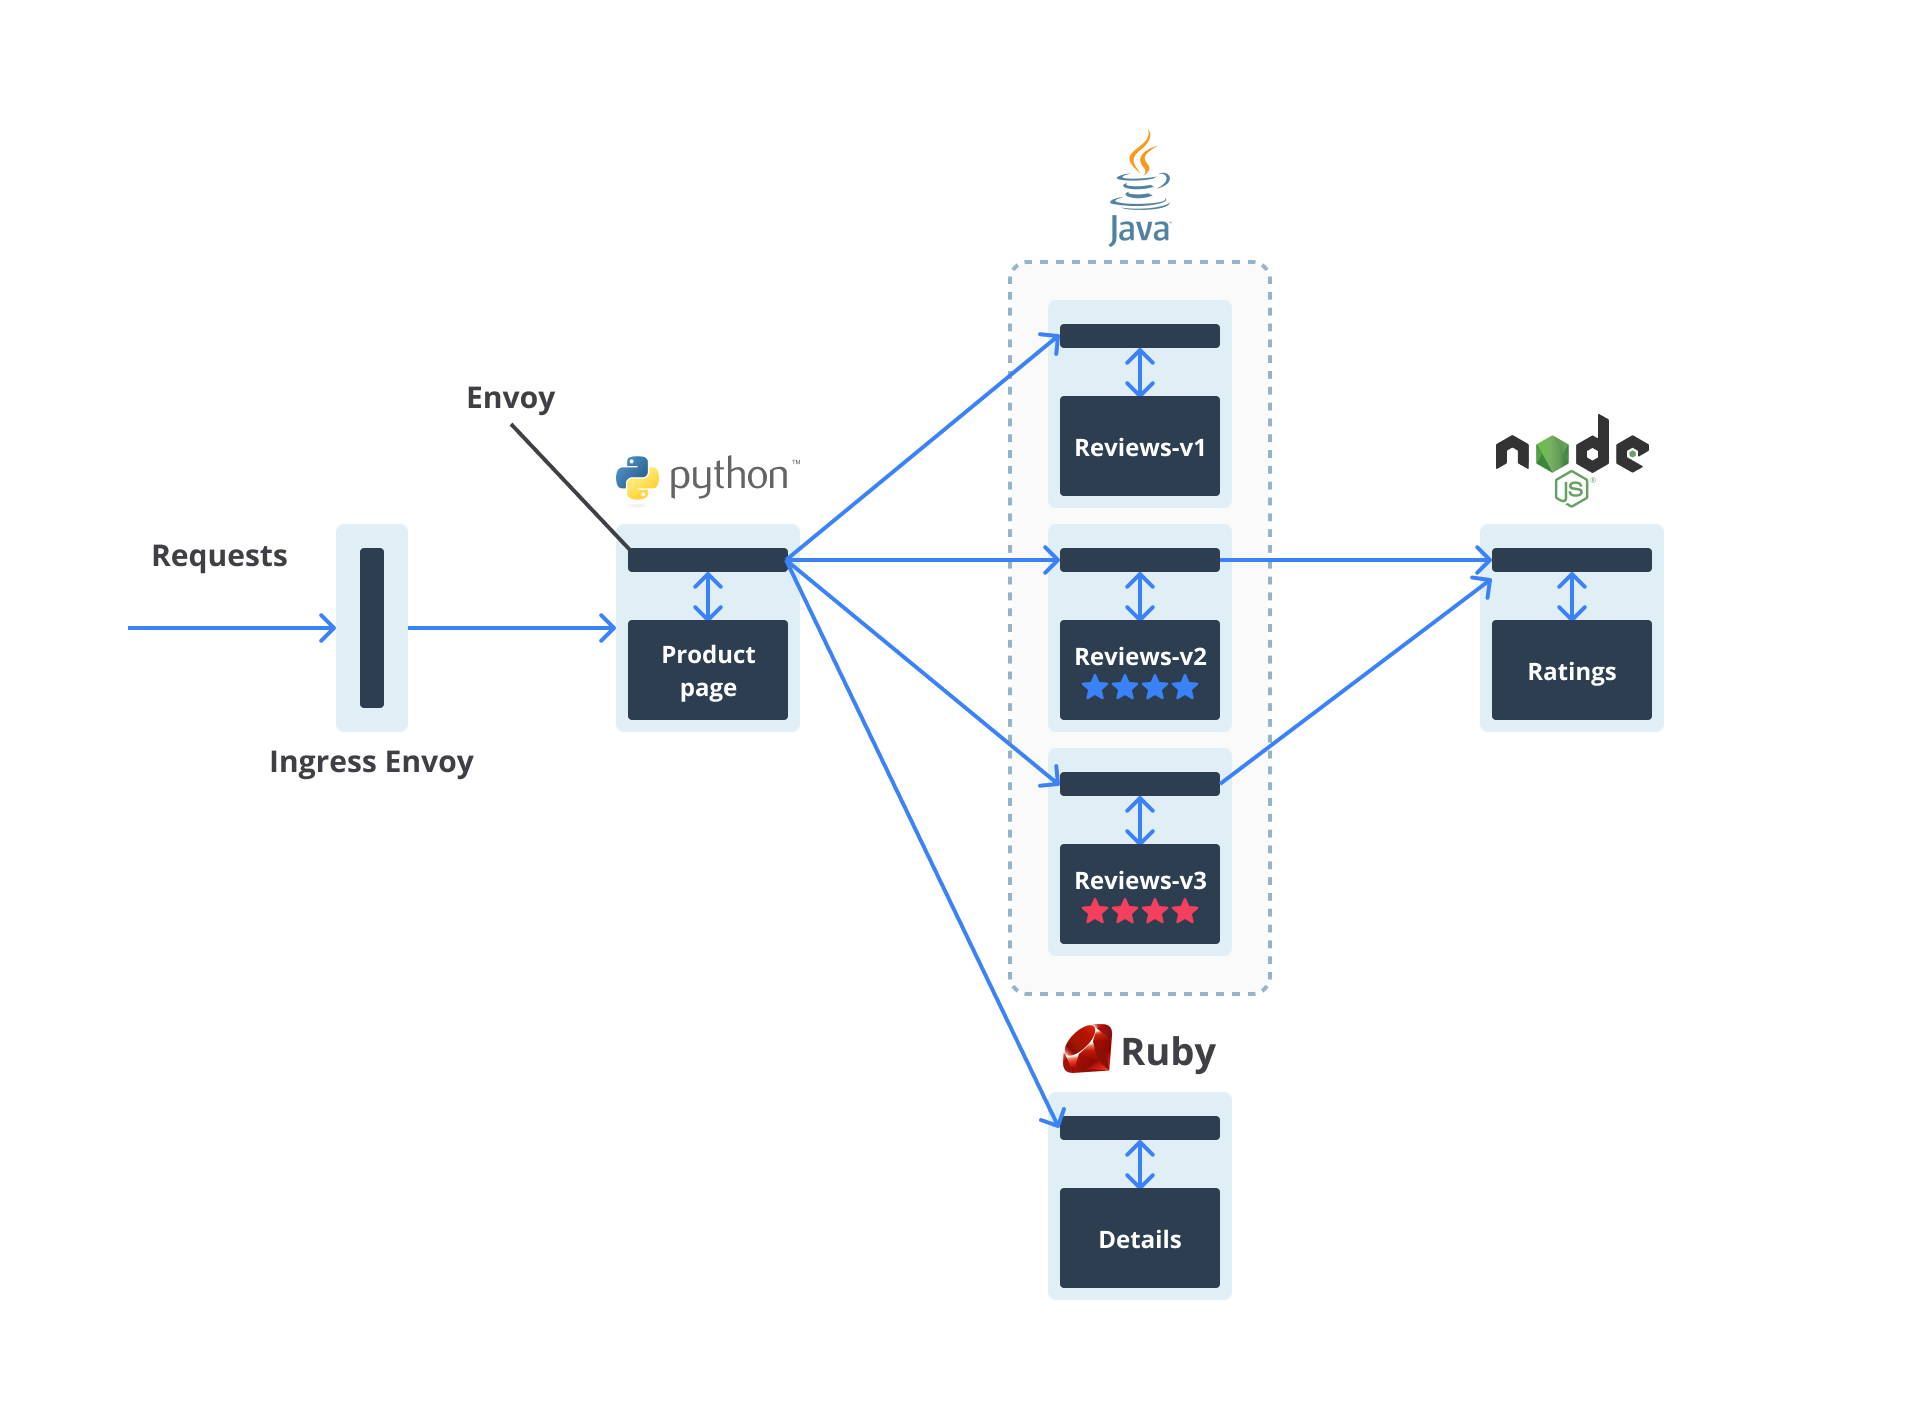 Java
Envoy
python™
Reviews-v1
node
JS®
Requests
Product
page
Reviews-v2
Ratings
Ingress Envoy
Reviews-v3
Ruby
Details